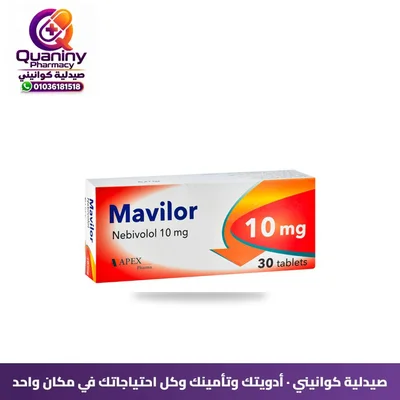 Quaniny
Pharmacy
صيدلية كوانيني
01036181518
Mavilor
Nebivolol 10 mg
10 mg
30 tablets
APEX
Pharma
صيدلية كوانيني - أدويتك وتأمينك وكل احتياجاتك في مكان واحد